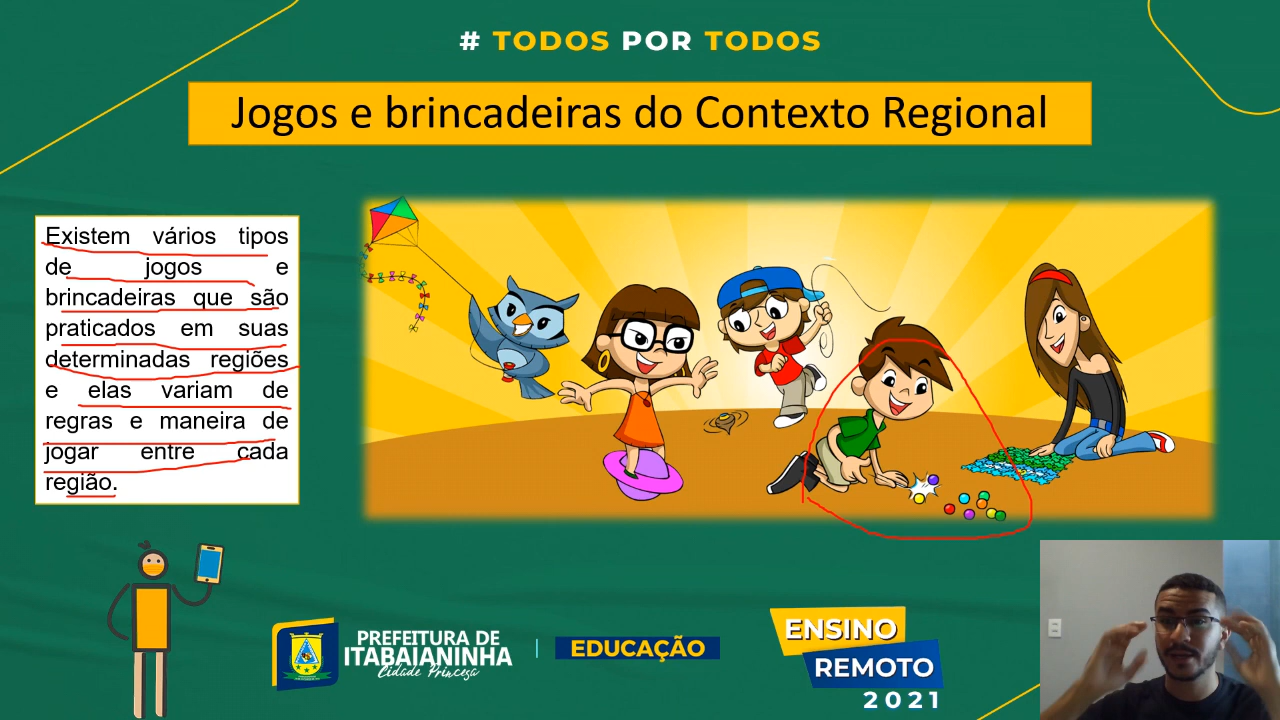 # TODOS POR TODOS
Jogos e brincadeiras do Contexto Regional
Existem vários tipos
de jogos e
brincadeiras que são
praticados em suas
determinadas regiões
e elas variam de
regras e maneira de
jogar entre cada
região.
PREFEITURA DE
ITABAIANINHA
Cidade Princesa
EDUCAÇÃO
ENSINO
REMOTO
2021